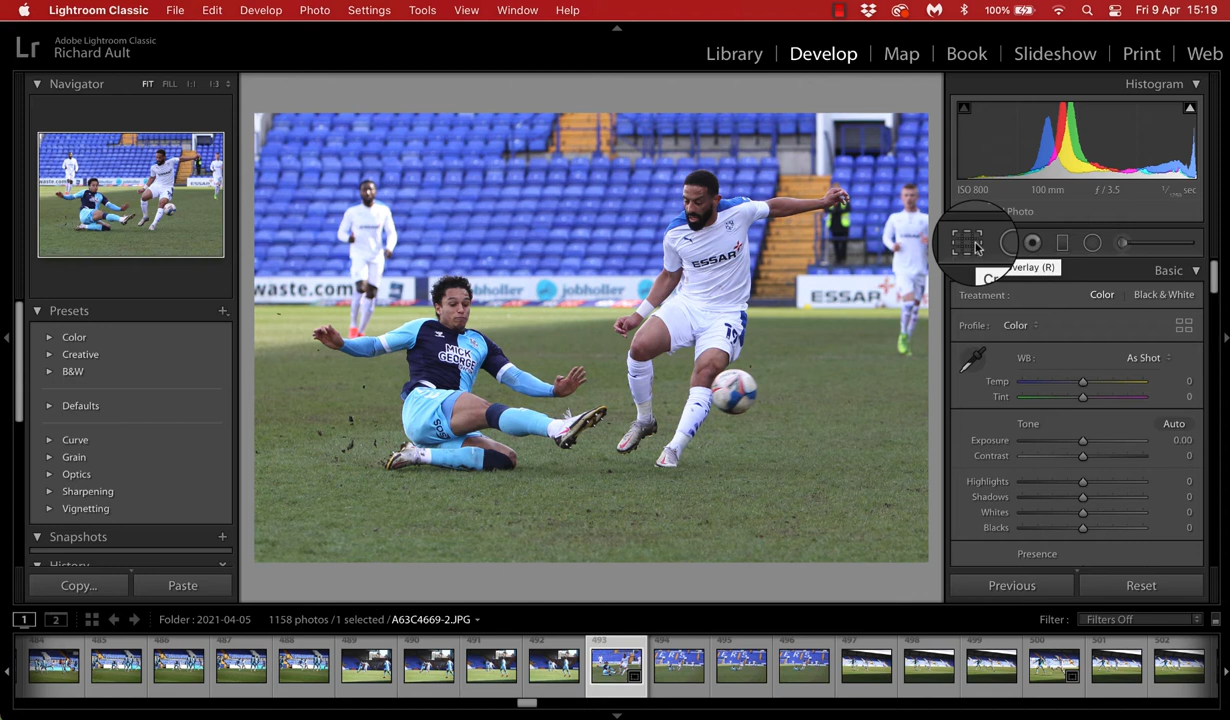 Lightroom Classic File Edit Develop Photo Settings Tools View Window Help 100% Fri 9 Apr 15:19
Lr Adobe Lightroom Classic
Richard Ault
Library | Develop | Map | Book | Slideshow | Print | Web
Navigator FIT FILL 1:1 1:3
Histogram
ISO 800 100 mm ƒ / 3.5
Photo
verlay (R)
Basic
Treatment : Color Black & White
Profile : Color
WB : As Shot
Temp 0
Tint 0
Tone Auto
Exposure 0.00
Contrast 0
Highlights 0
Shadows 0
Whites 0
Blacks 0
Presence
Previous Reset
Presets +
Color
Creative
B&W
Defaults
Curve
Grain
Optics
Sharpening
Vignetting
Snapshots +
History
Copy... Paste
waste.com
jobholler
jobholler
ESSAR
ESSAR
MICK
GEORGE
19
1 2 Folder : 2021-04-05 1158 photos / 1 selected / A63C4669-2.JPG Filter : Filters Off
484 485 486 487 488 489 490 491 492 493 494 495 496 497 498 499 500 501 502